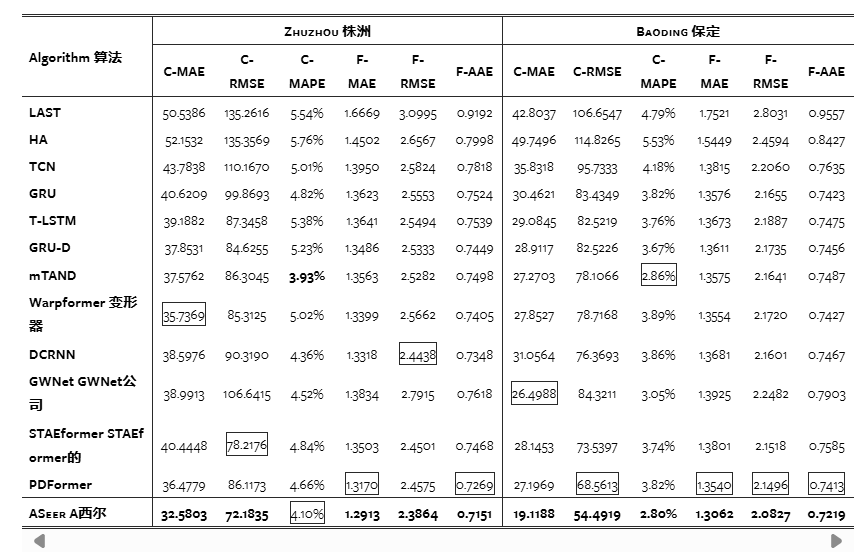 Algorithm 算法 Zhuzhou 株洲 Baoding 保定
C-MAE C-RMSE C-MAPE F-MAE F-RMSE F-AAE C-MAE C-RMSE C-MAPE F-MAE F-RMSE F-AAE
LAST 50.5386 135.2616 5.54% 1.6669 3.0995 0.9192 42.8037 106.6547 4.79% 1.7521 2.8031 0.9557
HA 52.1532 135.3569 5.76% 1.4502 2.6567 0.7998 49.7496 114.8265 5.53% 1.5449 2.4594 0.8427
TCN 43.7838 110.1670 5.01% 1.3950 2.5824 0.7818 35.8318 95.7333 4.18% 1.3815 2.2060 0.7635
GRU 40.6209 99.8693 4.82% 1.3623 2.5553 0.7524 30.4621 83.4349 3.82% 1.3576 2.1655 0.7423
T-LSTM 39.1882 87.3458 5.38% 1.3641 2.5494 0.7539 29.0845 82.5219 3.76% 1.3673 2.1887 0.7475
GRU-D 37.8531 84.6255 5.23% 1.3486 2.5333 0.7449 28.9117 82.5226 3.67% 1.3611 2.1735 0.7456
mTAND 37.5762 86.3045 3.93% 1.3563 2.5282 0.7498 27.2703 78.1066 2.86% 1.3575 2.1641 0.7487
Warpformer 变形器 35.7369 85.3125 5.02% 1.3399 2.5662 0.7405 27.8527 78.7168 3.89% 1.3554 2.1720 0.7427
DCRNN 38.5976 90.3190 4.36% 1.3318 2.4438 0.7348 31.0564 76.3693 3.86% 1.3681 2.1601 0.7467
GWNet GWNet公司 38.9913 106.6415 4.52% 1.3834 2.7915 0.7618 26.4988 84.3211 3.05% 1.3925 2.2482 0.7903
STAEformer STAEformer的 40.4448 78.2176 4.84% 1.3503 2.4501 0.7468 28.1453 73.5397 3.74% 1.3801 2.1518 0.7585
PDFormer 36.4779 86.1173 4.66% 1.3170 2.4575 0.7269 27.1969 68.5613 3.82% 1.3540 2.1496 0.7413
ASeer A西尔 32.5803 72.1835 4.10% 1.2913 2.3864 0.7151 19.1188 54.4919 2.80% 1.3062 2.0827 0.7219